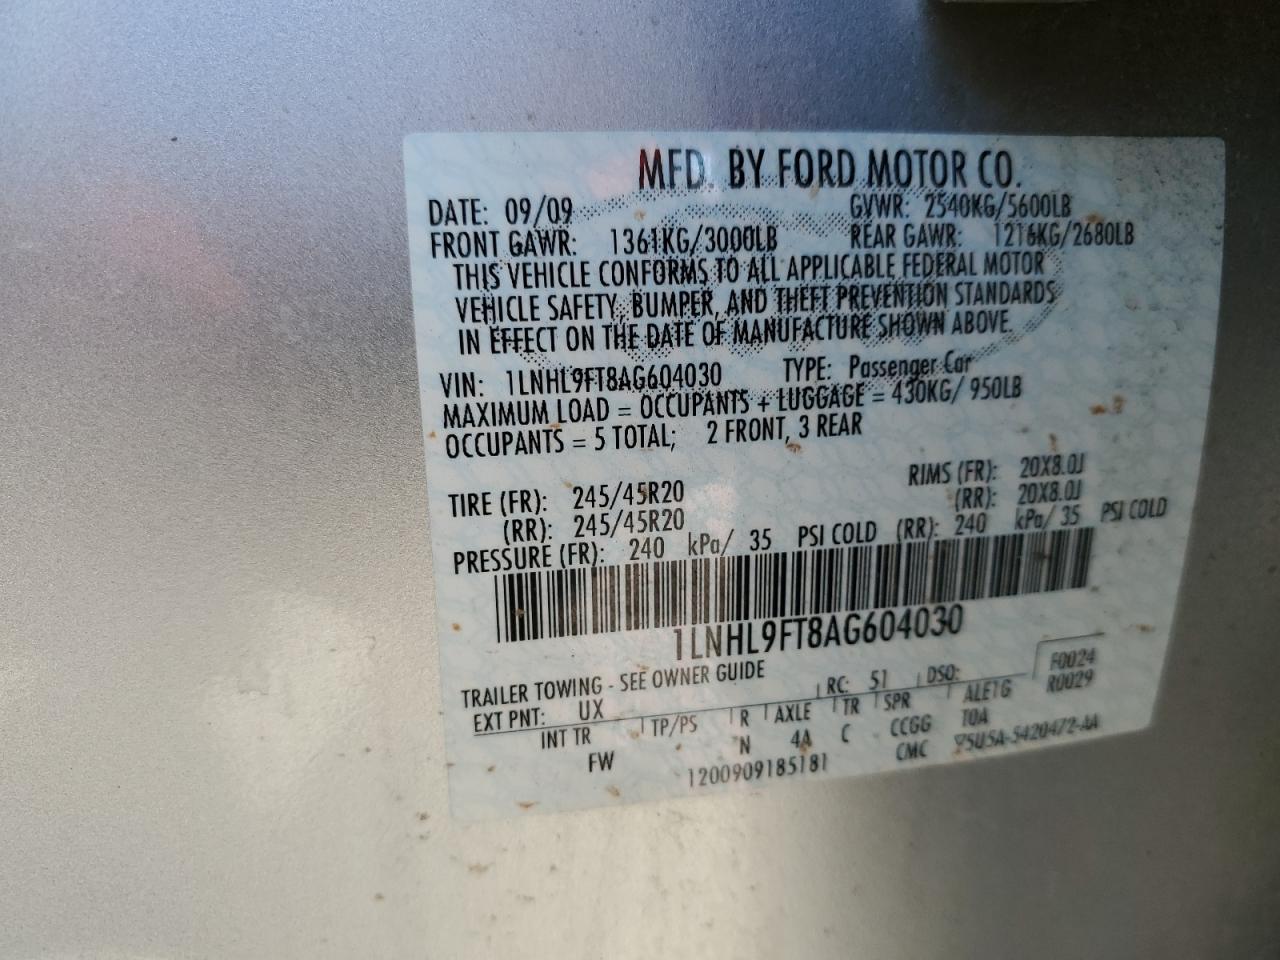 MFD. BY FORD MOTOR CO.
DATE: 09/09 GVWR: 2540KG/5600LB
FRONT GAWR: 1361KG/3000LB REAR GAWR: 1216KG/2680LB
THIS VEHICLE CONFORMS TO ALL APPLICABLE FEDERAL MOTOR
VEHICLE SAFETY, BUMPER, AND THEFT PREVENTION STANDARDS
IN EFFECT ON THE DATE OF MANUFACTURE SHOWN ABOVE.
VIN: 1LNHL9FT8AG604030 TYPE: Passenger Car
MAXIMUM LOAD = OCCUPANTS + LUGGAGE = 430KG/ 950LB
OCCUPANTS = 5 TOTAL; 2 FRONT, 3 REAR
TIRE (FR): 245/45R20 RIMS (FR): 20X8.0J
(RR): 245/45R20 (RR): 20X8.0J
PRESSURE (FR): 240 kPa/ 35 PSI COLD (RR): 240 kPa/ 35 PSI COLD
1LNHL9FT8AG604030
TRAILER TOWING - SEE OWNER GUIDE
EXT PNT: UX RC: 51 DSO: F0024
R0029
INT TR TP/PS R AXLE TR SPR ALE1G
FW N 4A C CCGG TOA
1200909185181 CMC 5U5A-5420472-AA